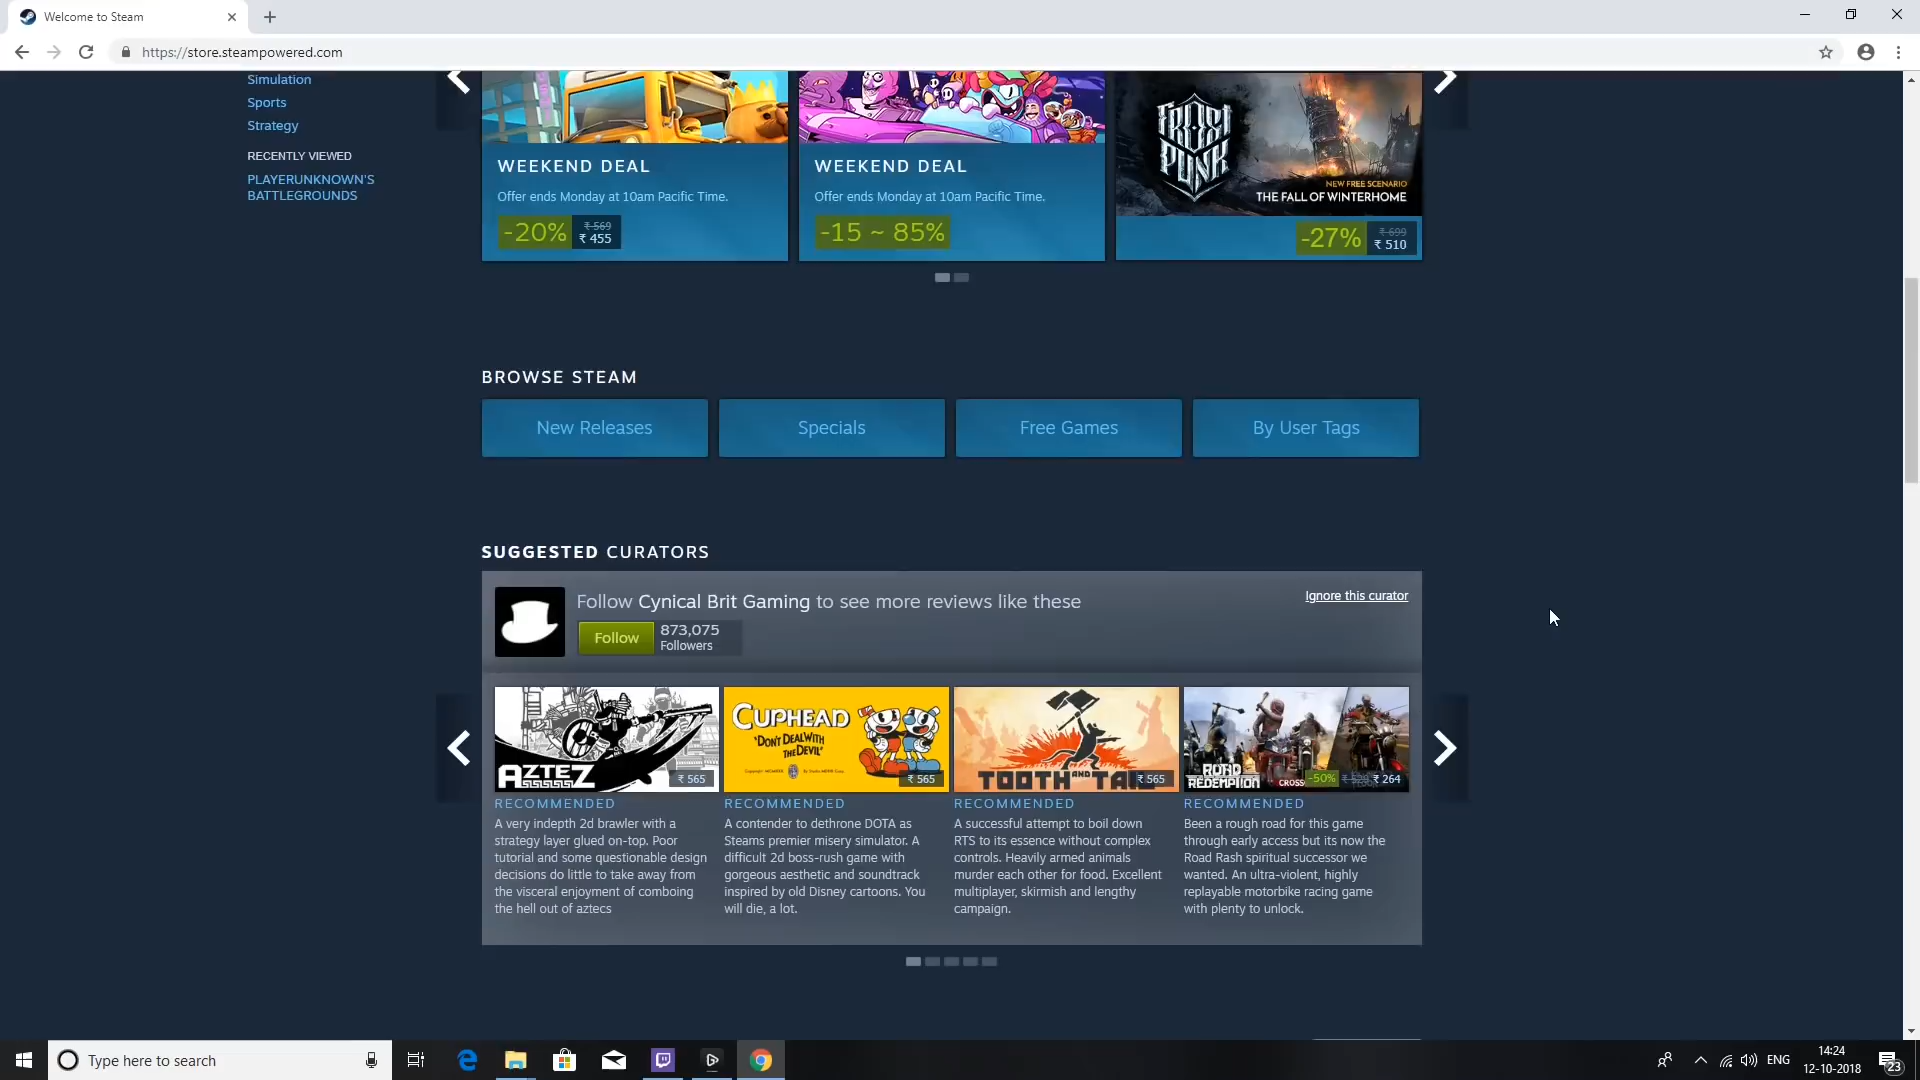 Welcome to Steam
https://store.steampowered.com
Simulation
Sports
Strategy
RECENTLY VIEWED
PLAYERUNKNOWN'S
BATTLEGROUNDS
WEEKEND DEAL
Offer ends Monday at 10am Pacific Time.
-20% ₹ 569
₹ 455
WEEKEND DEAL
Offer ends Monday at 10am Pacific Time.
-15 ~ 85%
FROST
PUNK
NEW FREE SCENARIO
THE FALL OF WINTERHOME
-27% ₹ 699
₹ 510
BROWSE STEAM
New Releases
Specials
Free Games
By User Tags
SUGGESTED CURATORS
Follow Cynical Brit Gaming to see more reviews like these
Ignore this curator
Follow
873,075
Followers
AZTEZ
₹ 565
RECOMMENDED
A very indepth 2d brawler with a
strategy layer glued on-top. Poor
tutorial and some questionable design
decisions do little to take away from
the visceral enjoyment of comboing
the hell out of aztecs
CUPHEAD
"DON'T DEAL WITH
THE DEVIL"
₹ 565
RECOMMENDED
A contender to dethrone DOTA as
Steams premier misery simulator. A
difficult 2d boss-rush game with
gorgeous aesthetic and soundtrack
inspired by old Disney cartoons. You
will die, a lot.
TOOTH AND TAIL
₹ 565
RECOMMENDED
A successful attempt to boil down
RTS to its essence without complex
controls. Heavily armed animals
murder each other for food. Excellent
multiplayer, skirmish and lengthy
campaign.
ROAD
REDEMPTION
CROSS
-50% ₹ 264
RECOMMENDED
Been a rough road for this game
through early access but its now the
Road Rash spiritual successor we
wanted. An ultra-violent, highly
replayable motorbike racing game
with plenty to unlock.
Type here to search
ENG
14:24
12-10-2018
23